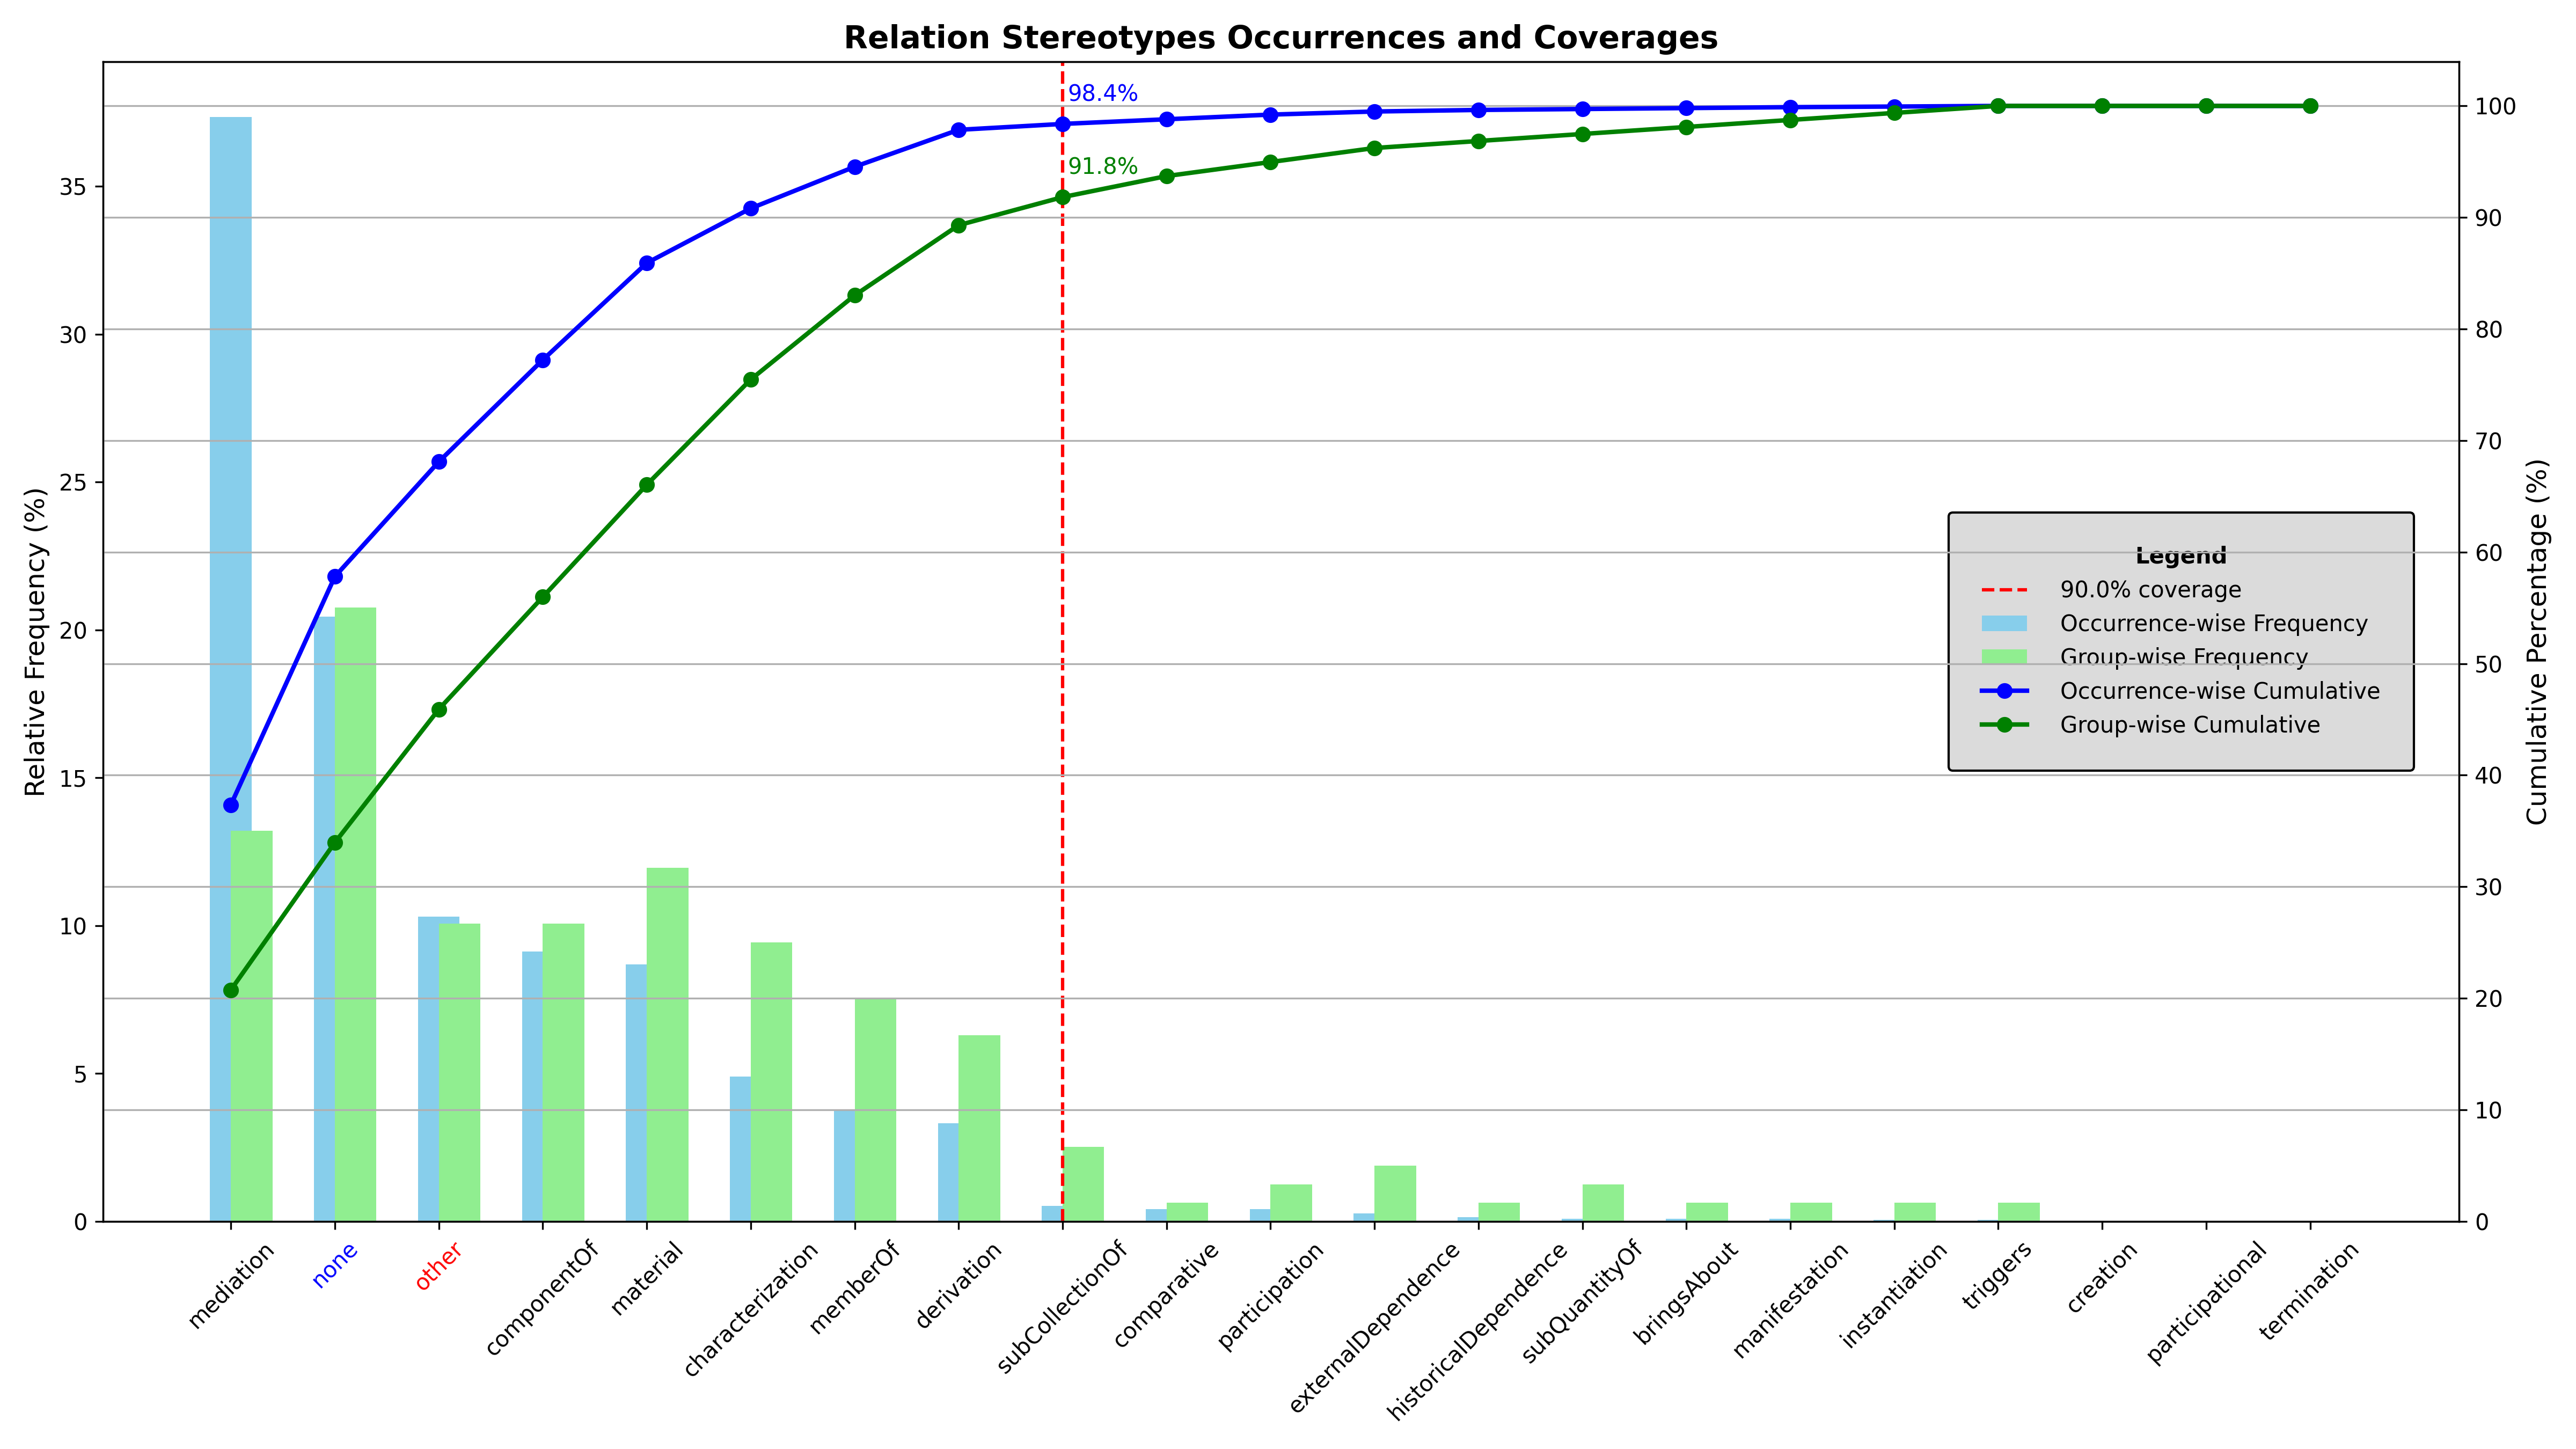 Relation Stereotypes Occurrences and Coverages
98.4%
91.8%
Relative Frequency (%)
35
30
25
20
15
10
5
0
100
90
80
70
60
50
40
30
20
10
0
Cumulative Percentage (%)
Legend
90.0% coverage
Occurrence-wise Frequency
Group-wise Frequency
Occurrence-wise Cumulative
Group-wise Cumulative
mediation
none
other
componentOf
material
characterization
memberOf
derivation
subCollectionOf
comparative
participation
externalDependence
historicalDependence
subQuantityOf
bringsAbout
manifestation
instantiation
triggers
creation
participational
termination